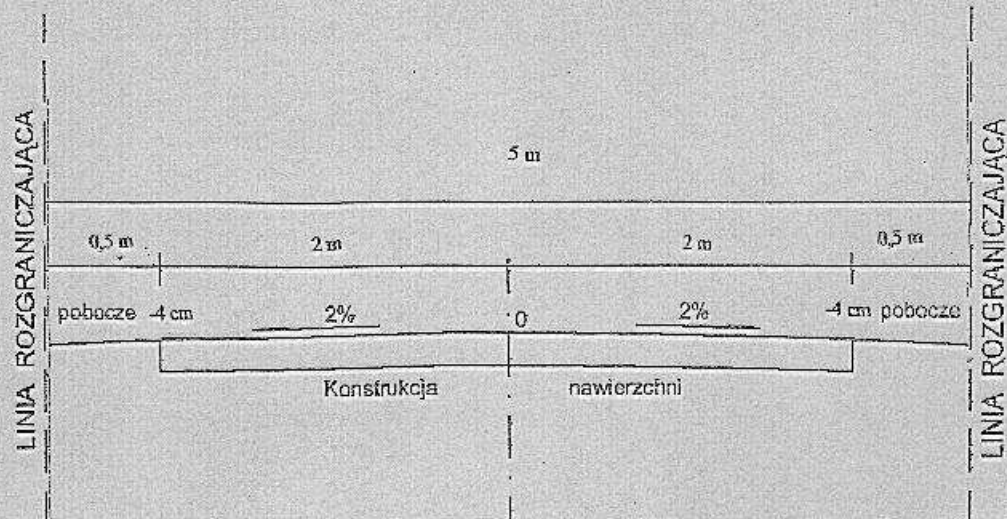 LINIA ROZGRANICZAJĄCA
5 m
0,5 m 2 m 2 m 0,5 m
pobocze -4 cm 2% 0 2% -4 cm pobocze
Konstrukcja nawierzchni
LINIA ROZGRANICZAJĄCA